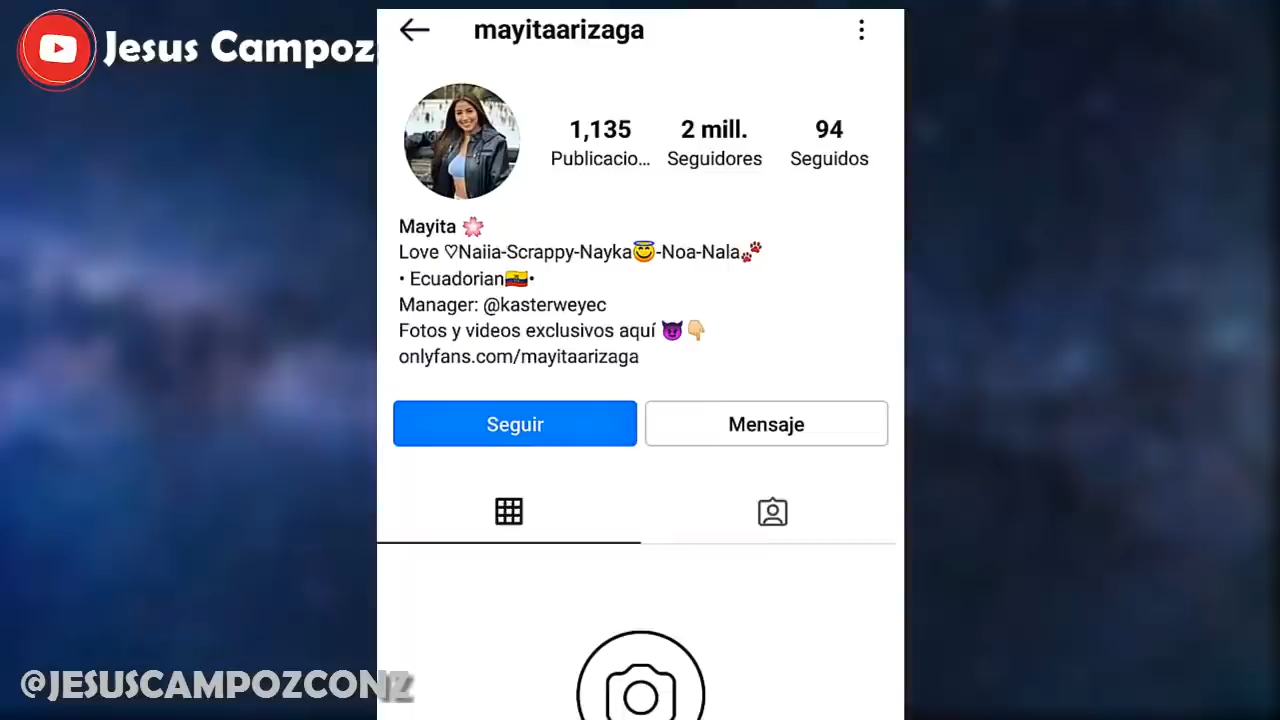 Jesus Campoz
mayitaarizaga
1,135
2 mill.
94
Publicacio...
Seguidores
Seguidos
Mayita 🌸
Love ♡Naiia-Scrappy-Nayka😇-Noa-Nala🐾
• Ecuadorian🇪🇨•
Manager: @kasterweyec
Fotos y videos exclusivos aquí 😈👇🏼
onlyfans.com/mayitaarizaga
Seguir
Mensaje
@JESUSCAMPOZCONZ